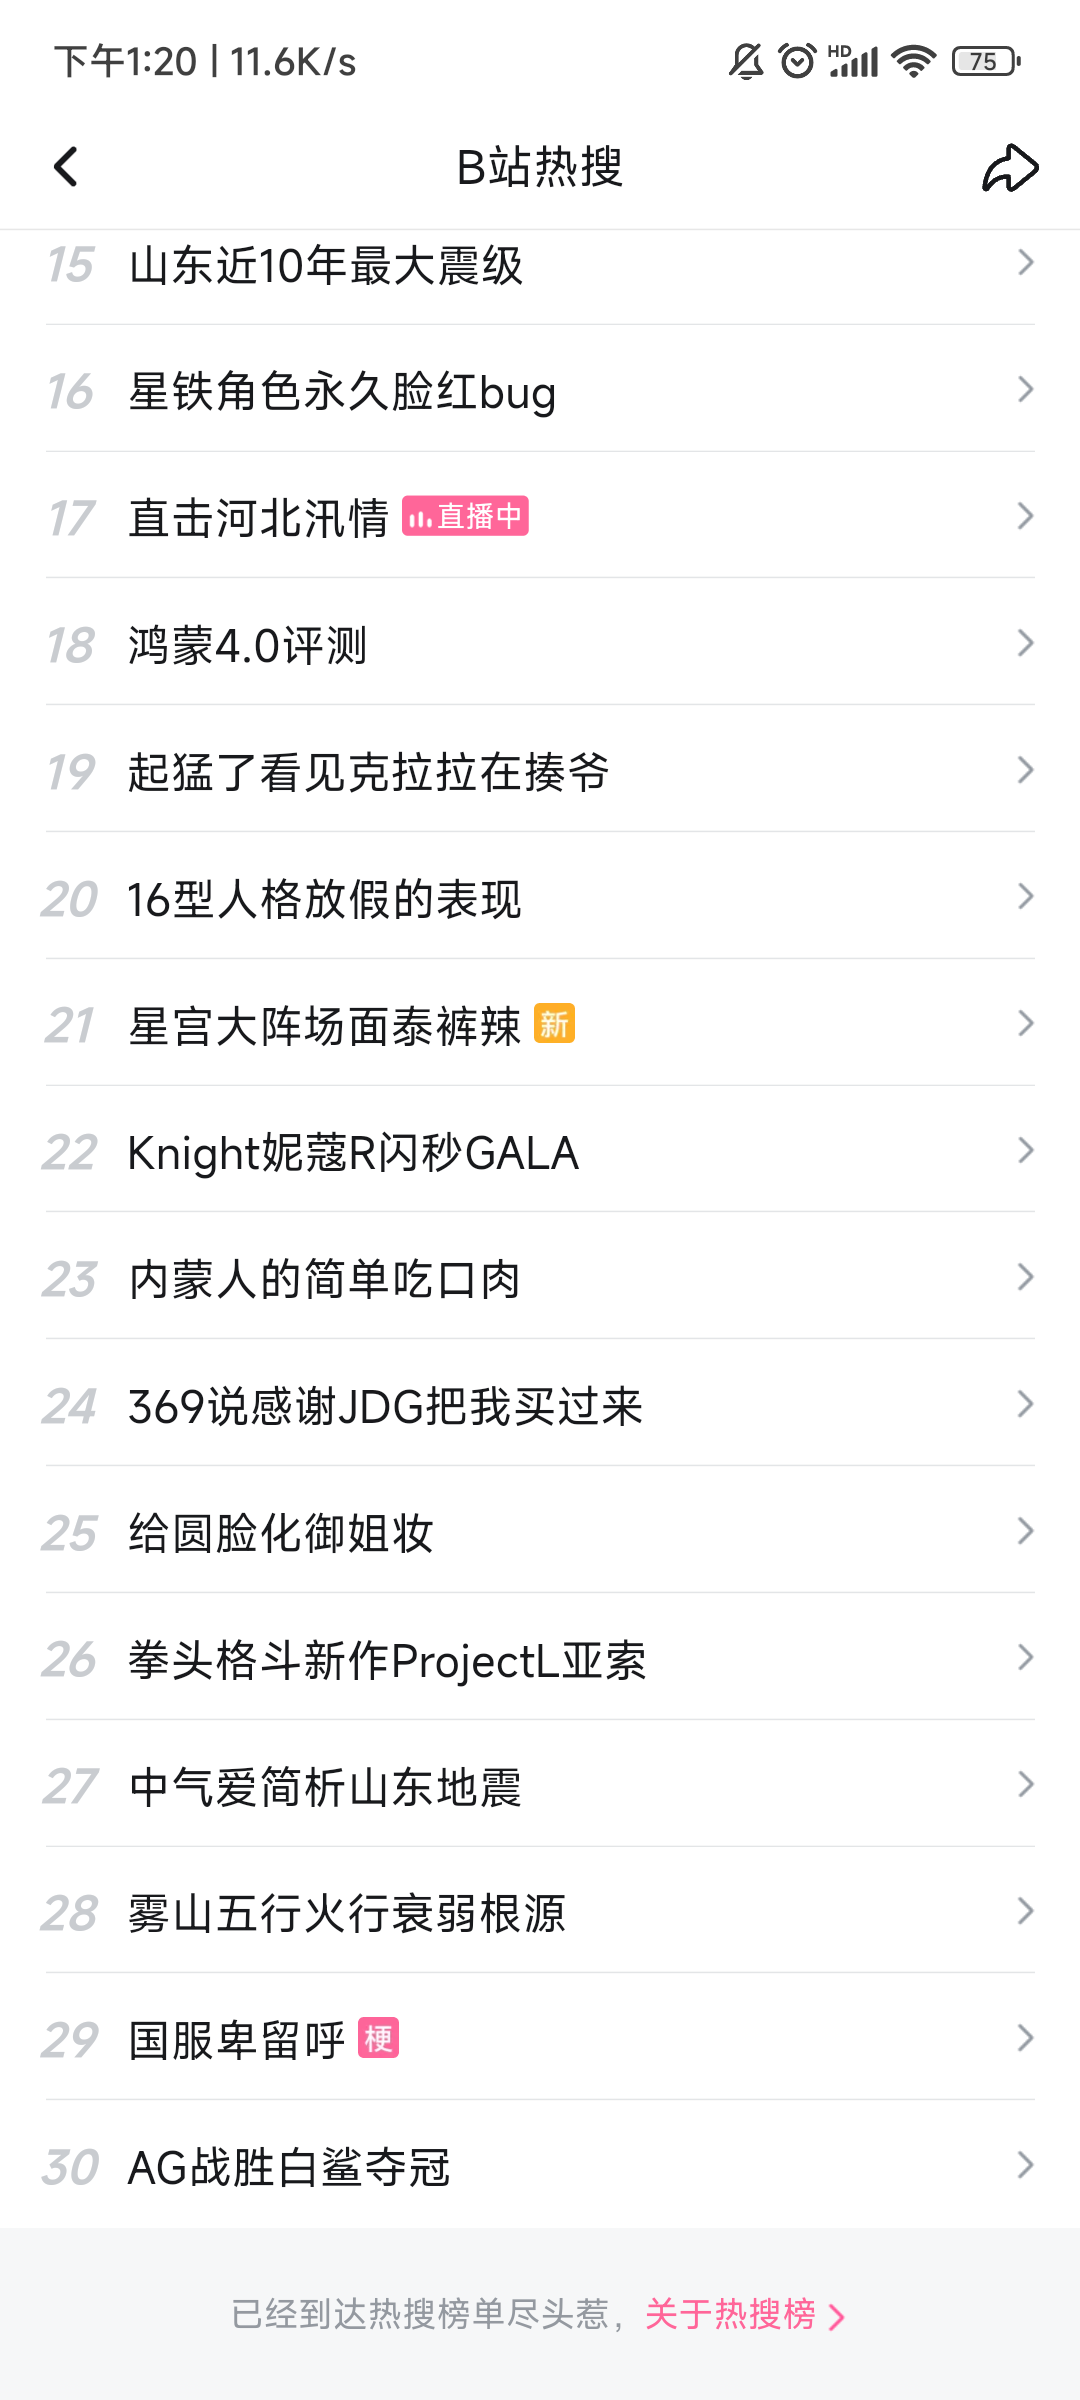 下午1:20 | 11.6K/s
HD
75
B站热搜
15 山东近10年最大震级
16 星铁角色永久脸红bug
17 直击河北汛情 直播中
18 鸿蒙4.0评测
19 起猛了看见克拉拉在揍爷
20 16型人格放假的表现
21 星宫大阵场面泰裤辣 新
22 Knight妮蔻R闪秒GALA
23 内蒙人的简单吃口肉
24 369说感谢JDG把我买过来
25 给圆脸化御姐妆
26 拳头格斗新作ProjectL亚索
27 中气爱简析山东地震
28 雾山五行火行衰弱根源
29 国服卑留呼 梗
30 AG战胜白鲨夺冠
已经到达热搜榜单尽头惹，关于热搜榜